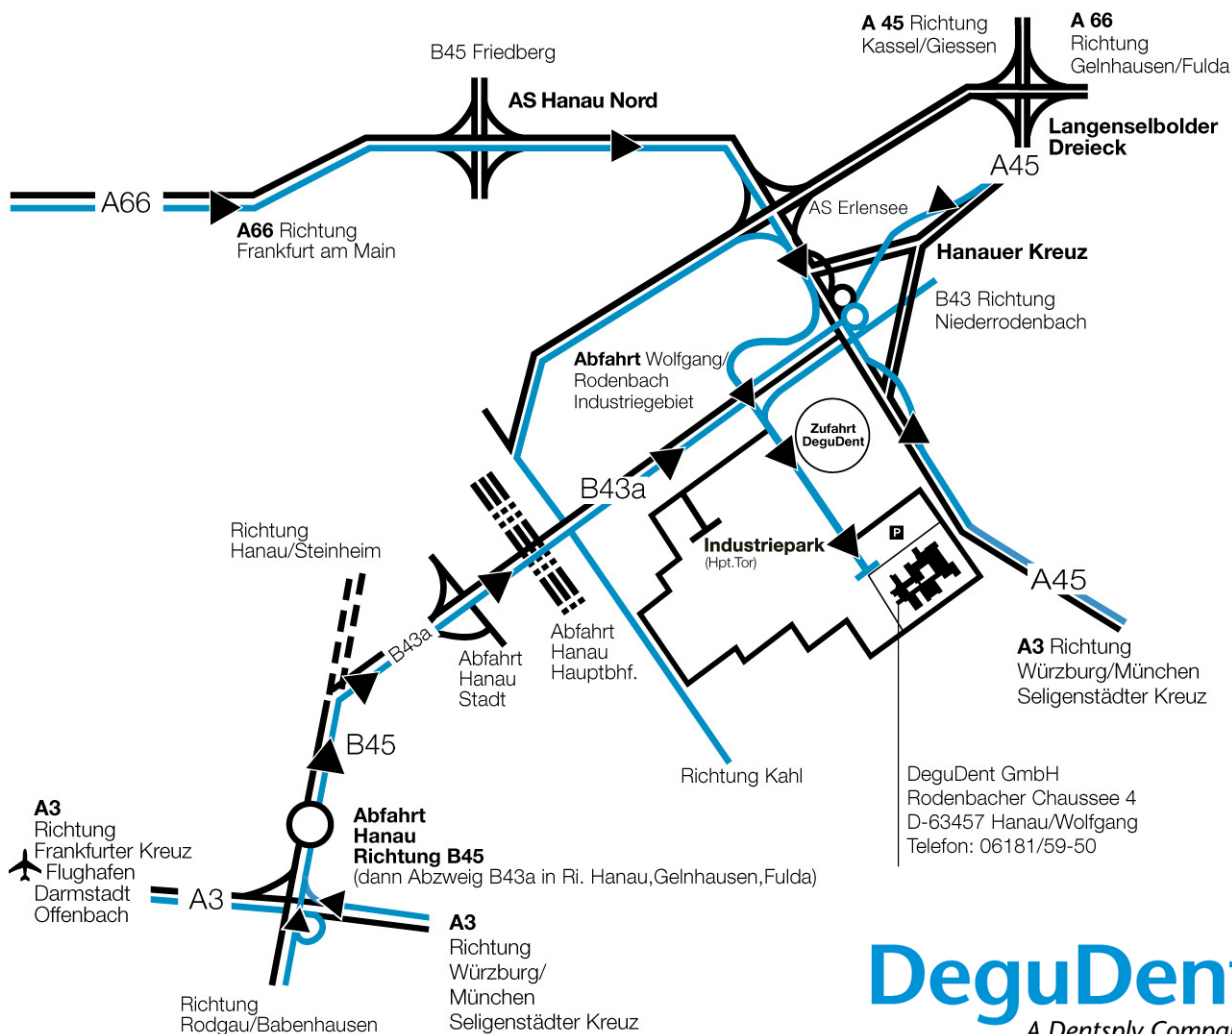 A 45 Richtung
Kassel/Giessen
A 66
Richtung
Gelnhausen/Fulda
B45 Friedberg
AS Hanau Nord
Langenselbolder
Dreieck
A45
A66
AS Erlensee
A66 Richtung
Frankfurt am Main
Hanauer Kreuz
B43 Richtung
Niederrodenbach
Abfahrt Wolfgang/
Rodenbach
Industriegebiet
Zufahrt
DeguDent
B43a
Richtung
Hanau/Steinheim
P
Industriepark
(Hpt.Tor)
A45
B43a
Abfahrt
Hanau
Stadt
Abfahrt
Hanau
Hauptbhf.
A3 Richtung
Würzburg/München
Seligenstädter Kreuz
B45
Richtung Kahl
DeguDent GmbH
Rodenbacher Chaussee 4
D-63457 Hanau/Wolfgang
Telefon: 06181/59-50
A3
Richtung
Frankfurter Kreuz
Flughafen
Darmstadt
Offenbach
Abfahrt
Hanau
Richtung B45
(dann Abzweig B43a in Ri. Hanau,Gelnhausen,Fulda)
A3
A3
Richtung
Würzburg/
München
Seligenstädter Kreuz
Richtung
Rodgau/Babenhausen
DeguDent
A Dentsply Company